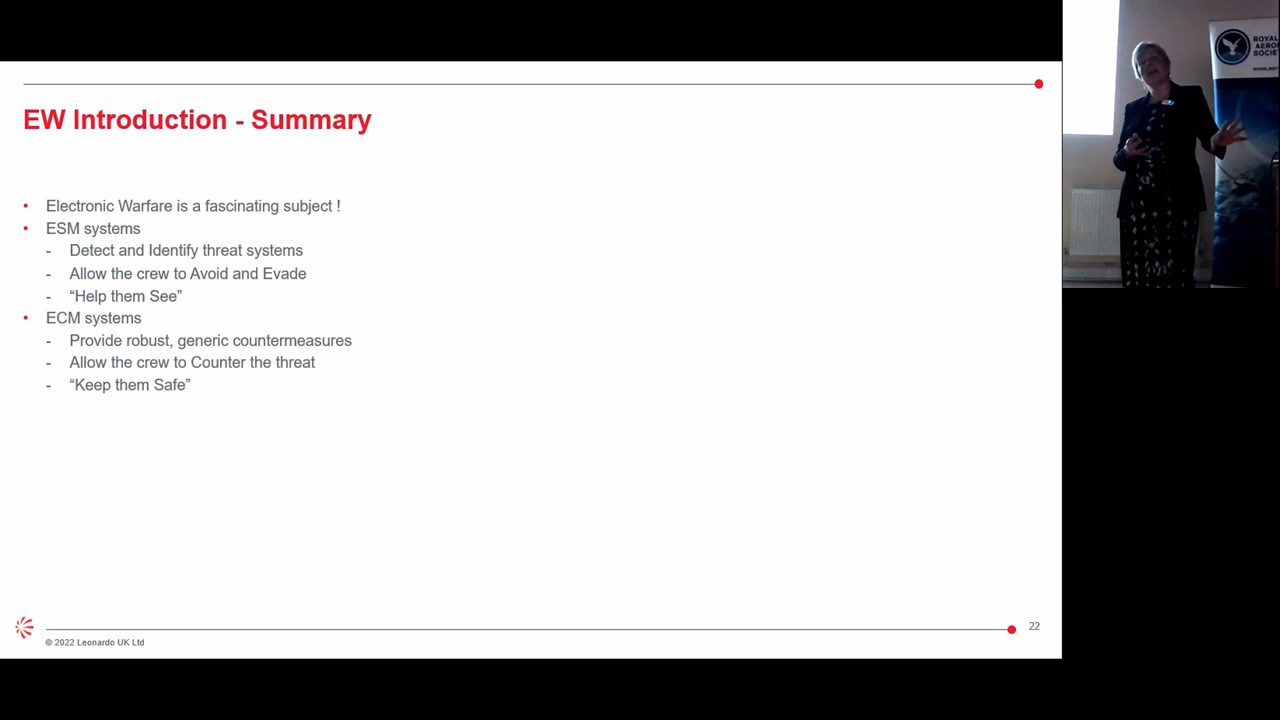 EW Introduction - Summary
• Electronic Warfare is a fascinating subject !
• ESM systems
- Detect and Identify threat systems
- Allow the crew to Avoid and Evade
- “Help them See”
• ECM systems
- Provide robust, generic countermeasures
- Allow the crew to Counter the threat
- “Keep them Safe”
© 2022 Leonardo UK Ltd
22
ROYAL